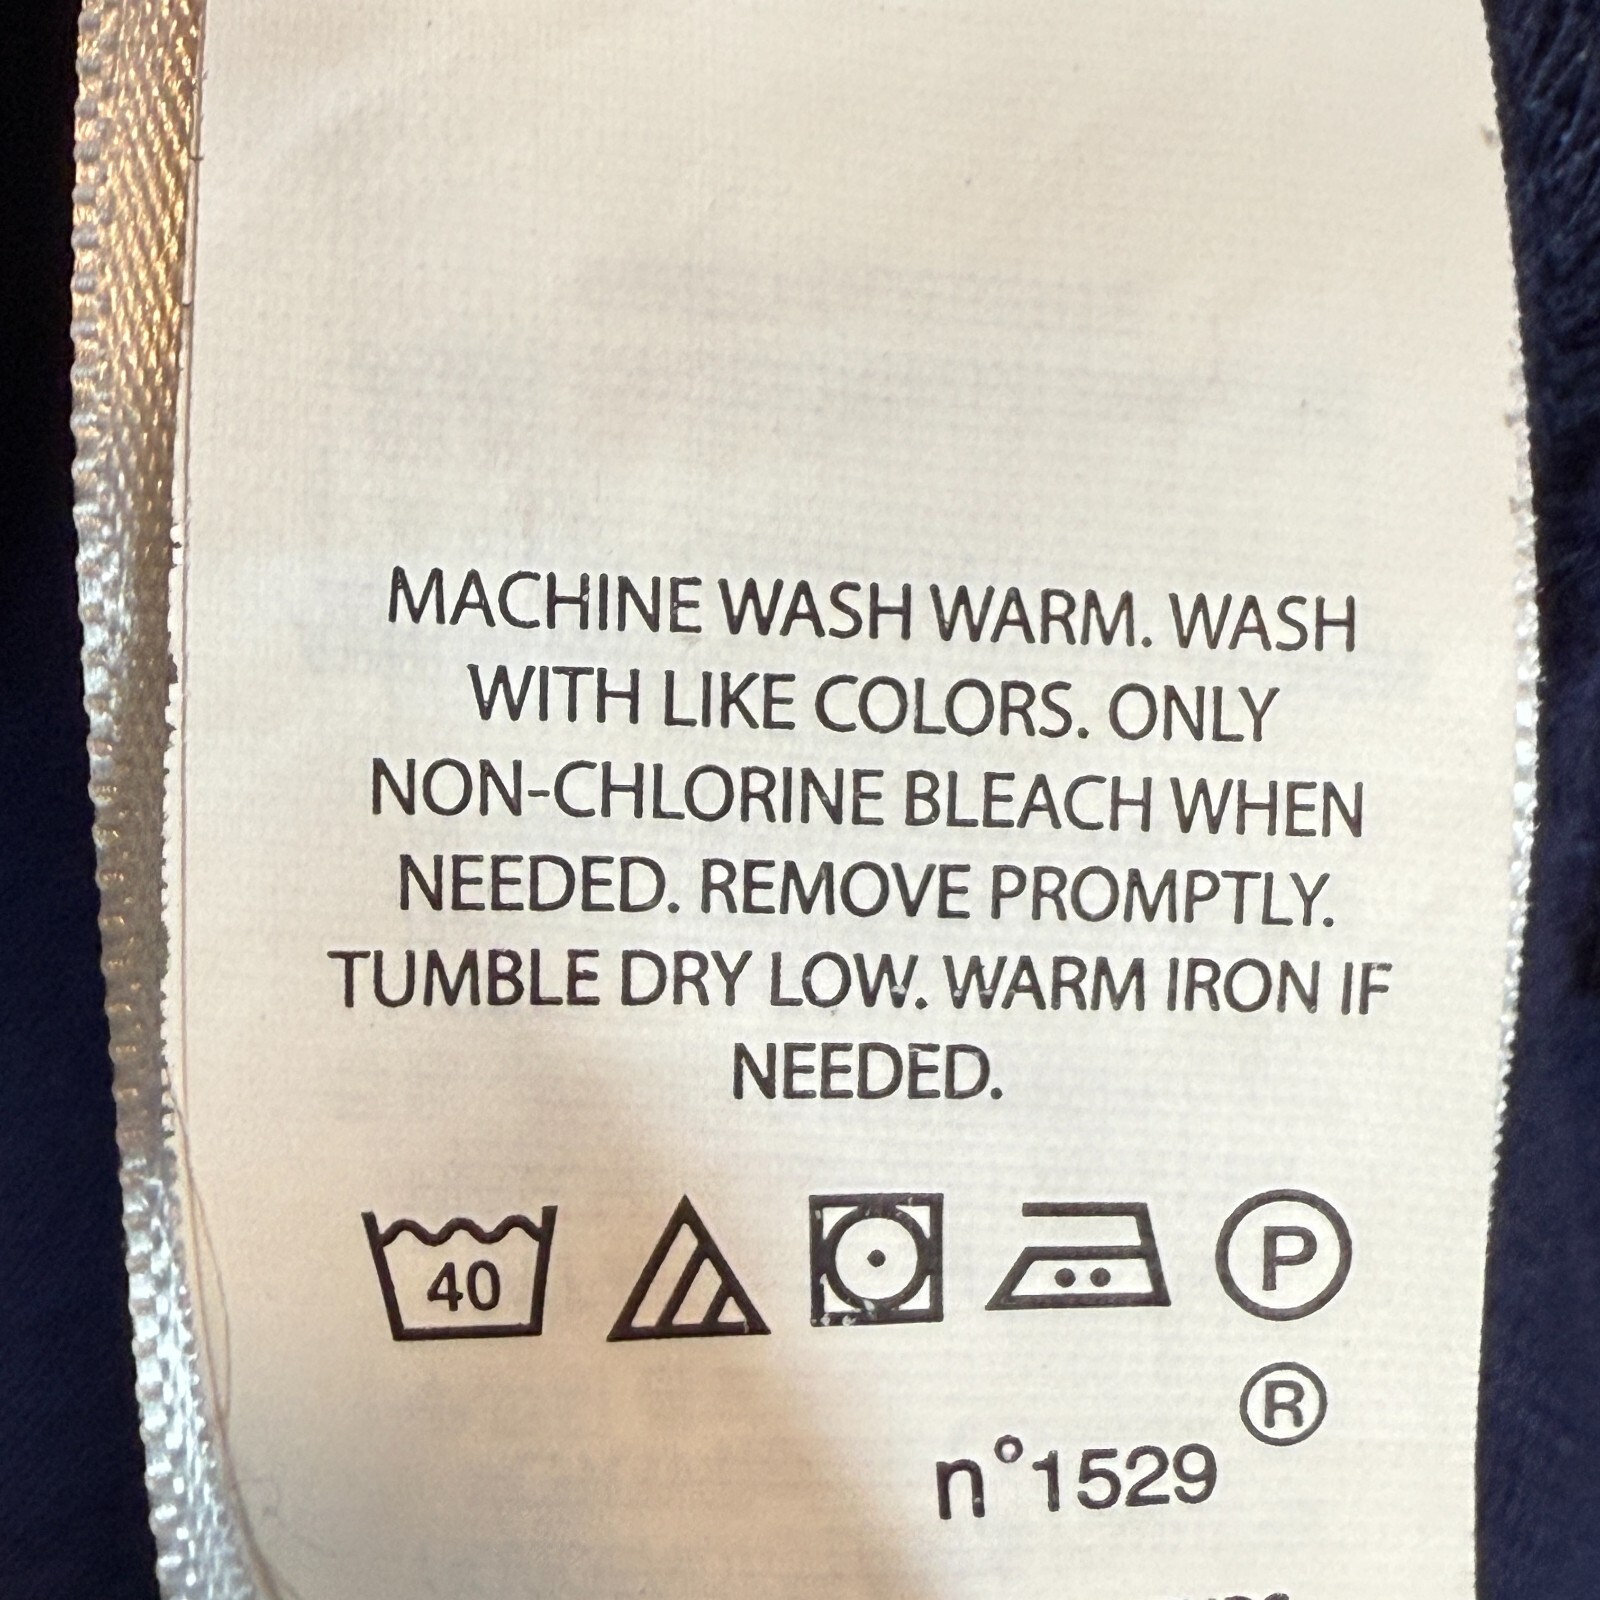 MACHINE WASH WARM. WASH
WITH LIKE COLORS. ONLY
NON-CHLORINE BLEACH WHEN
NEEDED. REMOVE PROMPTLY.
TUMBLE DRY LOW. WARM IRON IF
NEEDED.
40 P
®
n°1529